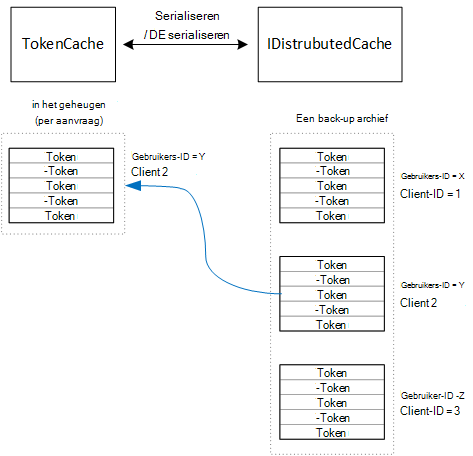 Serialiseren
/DE serialiseren
TokenCache
IDistrubutedCache
in het geheugen
(per aanvraag)
Een back-up archief
Token
-Token
Token
-Token
Token
Gebruikers-ID = Y
Client 2
Token
-Token
Token
-Token
Token
Gebruikers-ID = X
Client-ID = 1
Token
-Token
Token
-Token
Token
Gebruikers-ID = Y
Client 2
Token
-Token
Token
-Token
Token
Gebruiker-ID -Z
Client-ID = 3